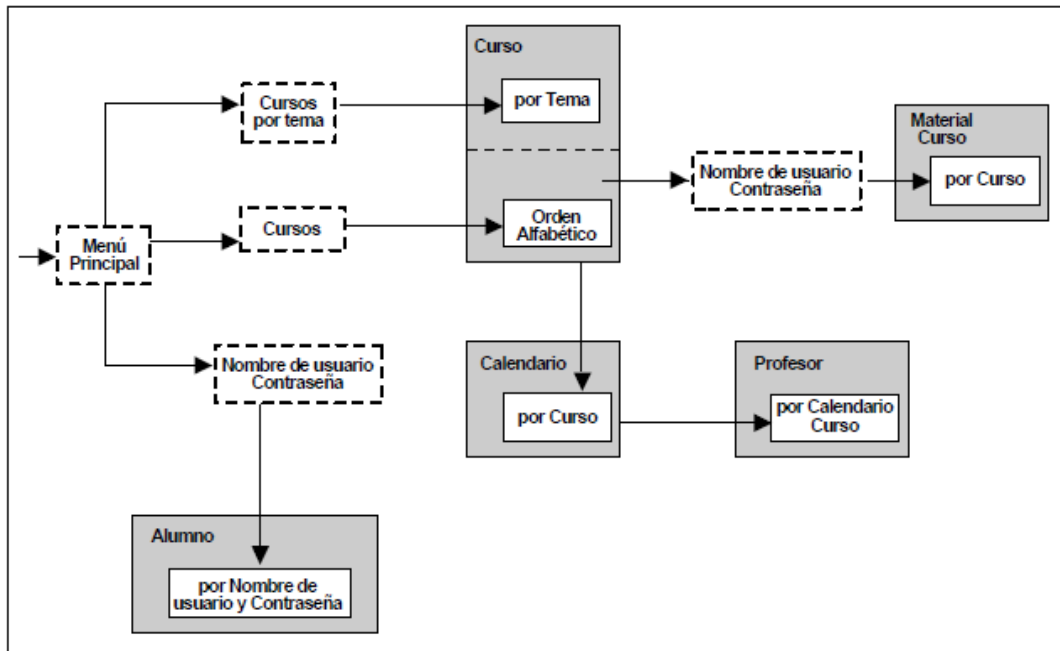 Curso
Cursos
por tema
por Tema
Material
Curso
Nombre de usuario
Contraseña
por Curso
Menú
Principal
Cursos
Orden
Alfabético
Nombre de usuario
Contraseña
Calendario
por Curso
Profesor
por Calendario
Curso
Alumno
por Nombre de
usuario y Contraseña